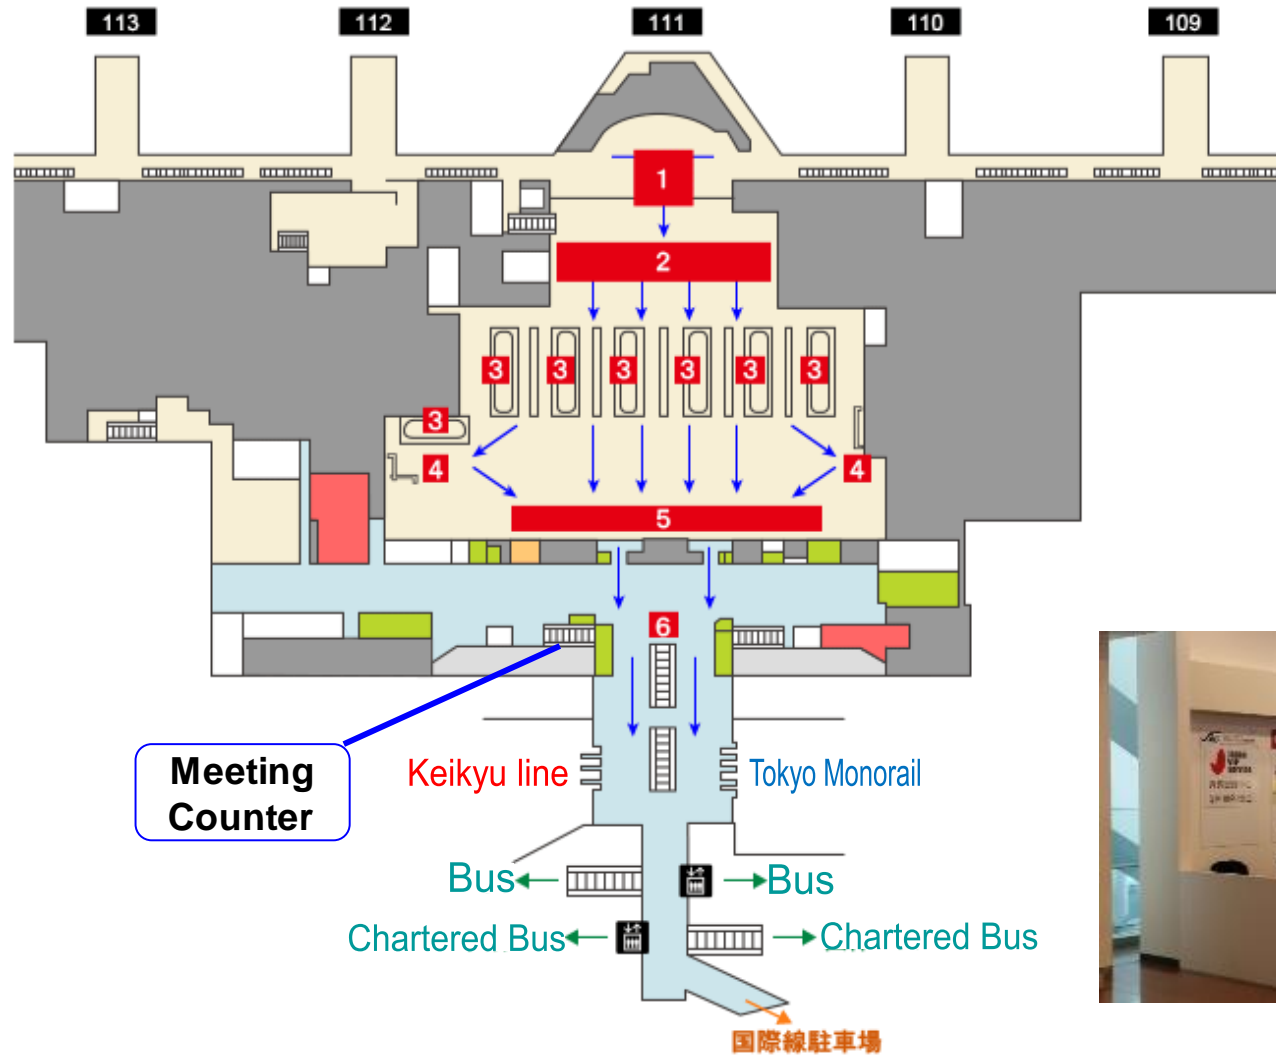 113
112
111
110
109
1
2
3 3 3 3 3 3
3
4
4
5
6
Meeting
Counter
Keikyu line
Tokyo Monorail
Bus
Bus
Chartered Bus
Chartered Bus
国際線駐車場